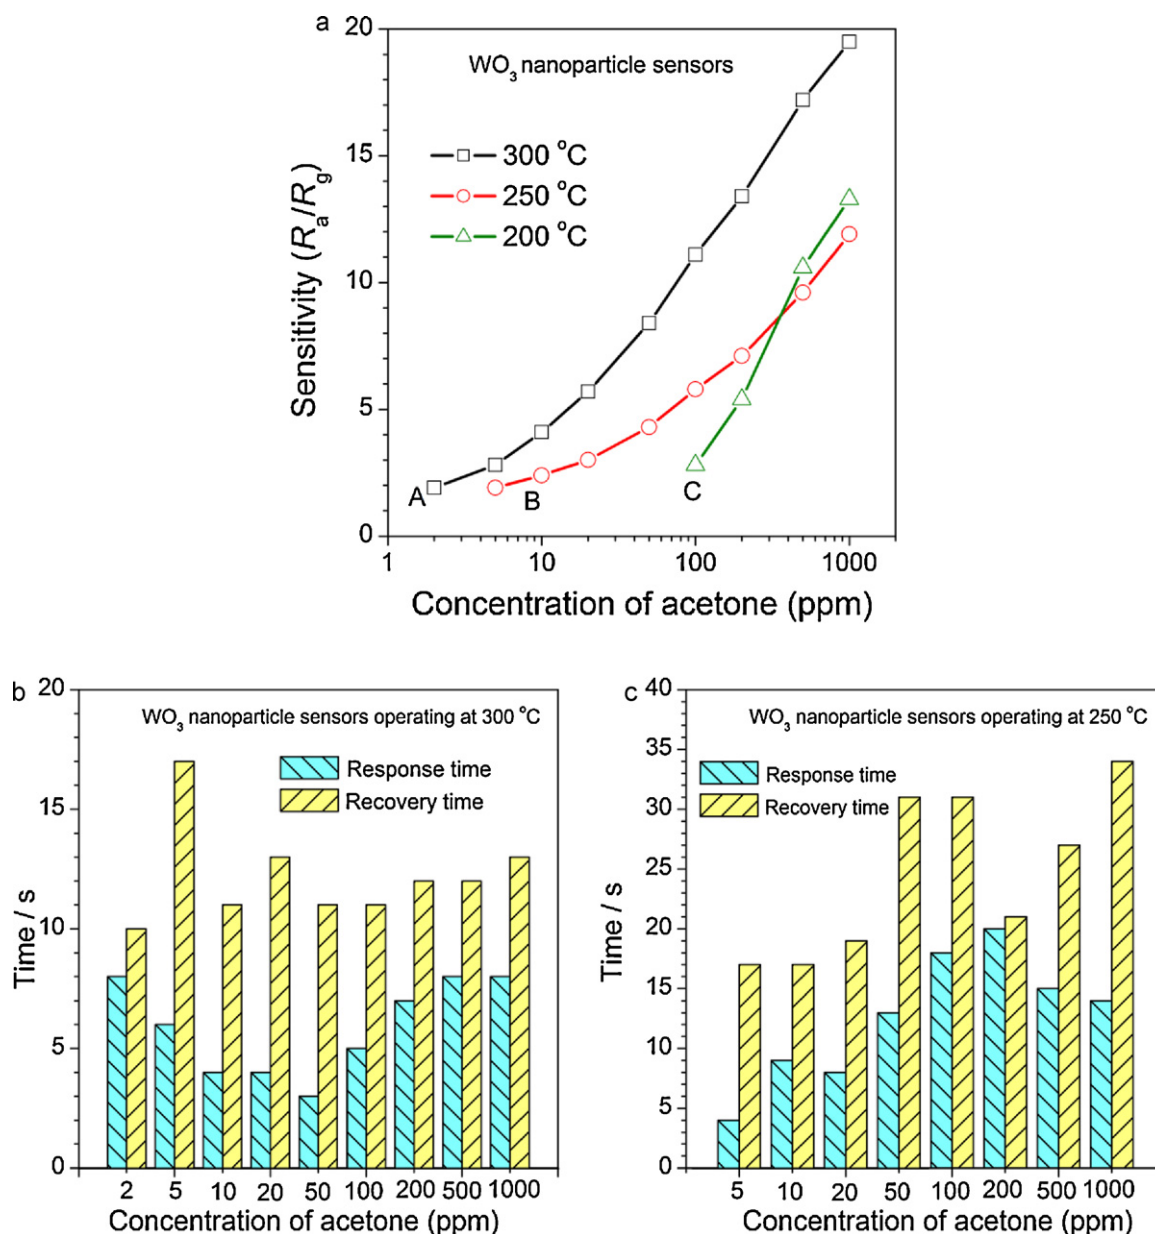 a
20
15
10
5
0
Sensitivity (Ra/Rg)
WO3 nanoparticle sensors
300 °C
250 °C
200 °C
A
B
C
1 10 100 1000
Concentration of acetone (ppm)
b
20
15
10
5
0
Time / s
WO3 nanoparticle sensors operating at 300 °C
Response time
Recovery time
2 5 10 20 50 100 200 500 1000
Concentration of acetone (ppm)
c
40
35
30
25
20
15
10
5
0
Time / s
WO3 nanoparticle sensors operating at 250 °C
Response time
Recovery time
5 10 20 50 100 200 500 1000
Concentration of acetone (ppm)